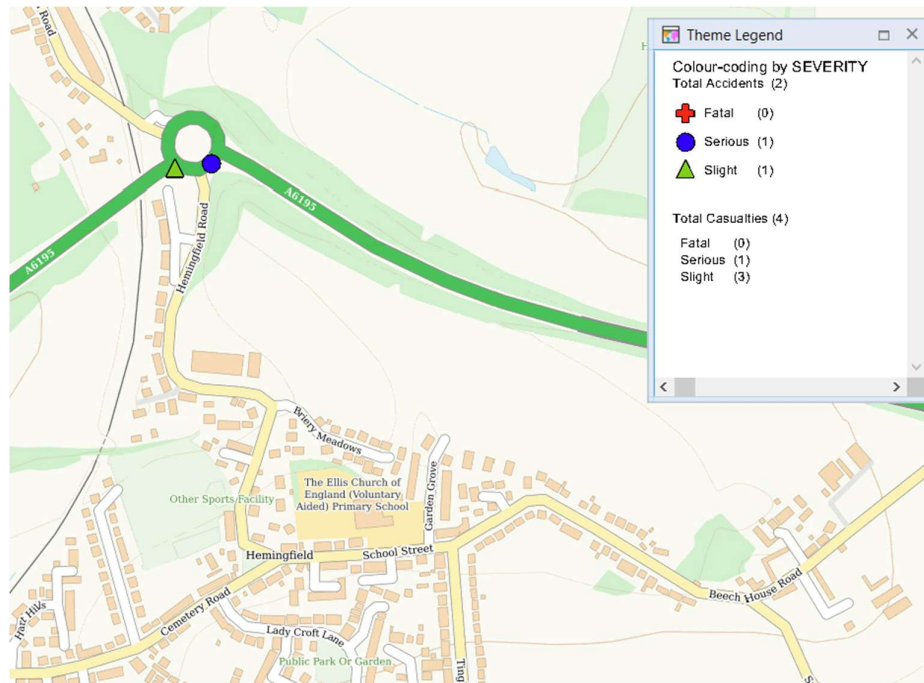 Road
Theme Legend
Colour-coding by SEVERITY
Total Accidents (2)
Fatal (0)
Serious (1)
Slight (1)
Total Casualties (4)
Fatal (0)
Serious (1)
Slight (3)
A6195
A6195
Hemingfield Road
Briery Meadows
The Ellis Church of
England (Voluntary
Aided) Primary School
Garden Grove
Other Sports Facility
Hemingfield
School Street
Cemetery Road
Beech House Road
Lady Croft Lane
Public Park Or Garden
Ting